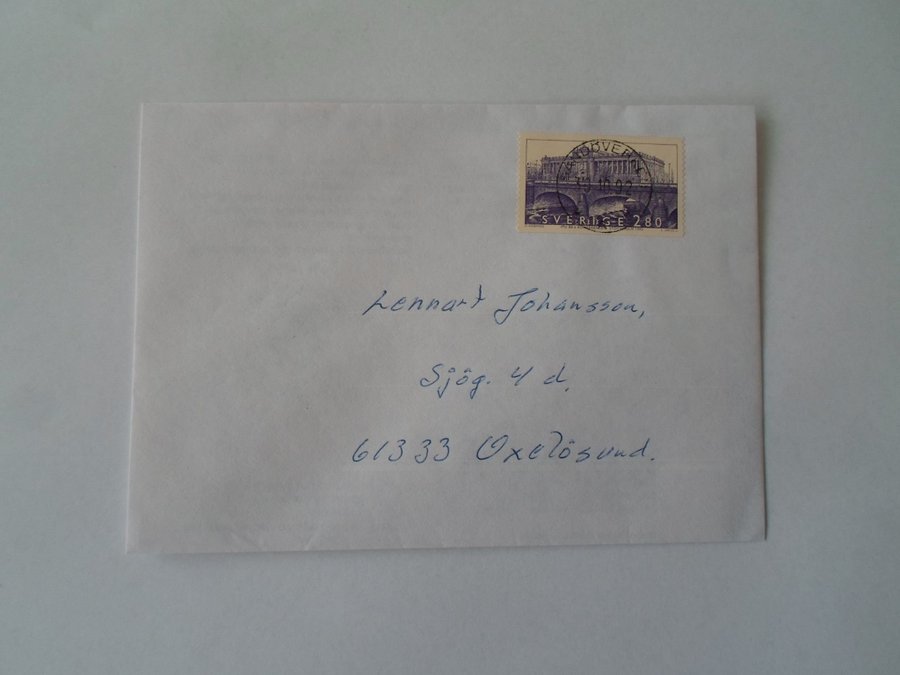 SVERIGE 280
Lennart Johansson,
Sjög. 4 d.
61333 Oxelösund.